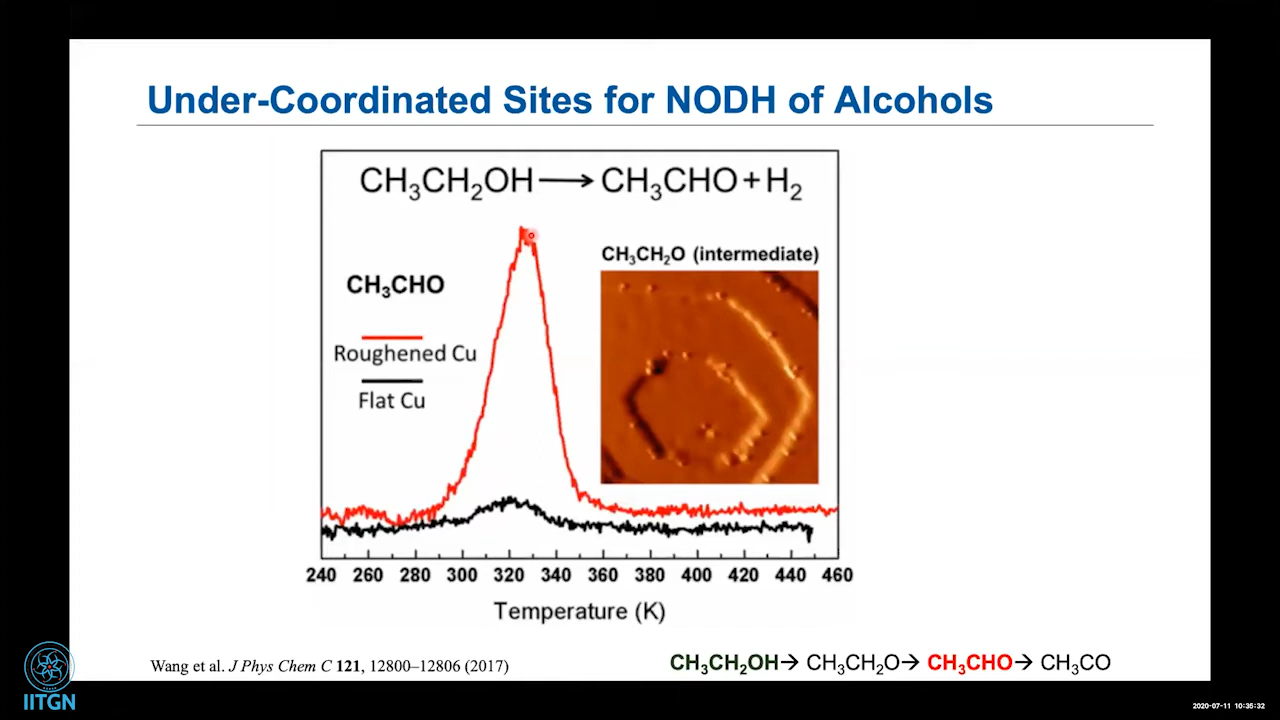 Under-Coordinated Sites for NODH of Alcohols
CH₃CH₂OH⟶CH₃CHO+H₂
CH₃CH₂O (intermediate)
CH₃CHO
Roughened Cu
Flat Cu
240 260 280 300 320 340 360 380 400 420 440 460
Temperature (K)
Wang et al. J Phys Chem C 121, 12800–12806 (2017)
CH₃CH₂OH→ CH₃CH₂O→ CH₃CHO→ CH₃CO
IITGN
2020-07-11 10:35:32